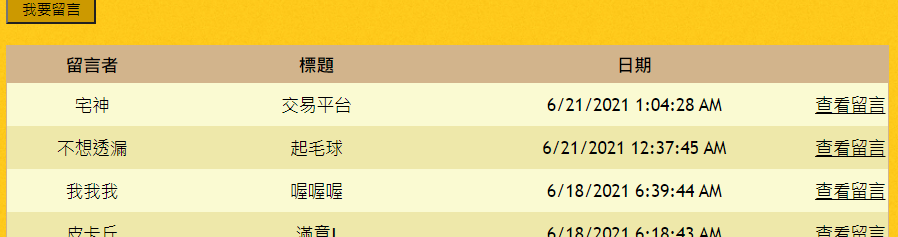 我要留言
留言者 標題 日期
宅神 交易平台 6/21/2021 1:04:28 AM 查看留言
不想透漏 起毛球 6/21/2021 12:37:45 AM 查看留言
我我我 喔喔喔 6/18/2021 6:39:44 AM 查看留言
皮卡丘 滿意! 6/18/2021 6:18:43 AM 查看留言